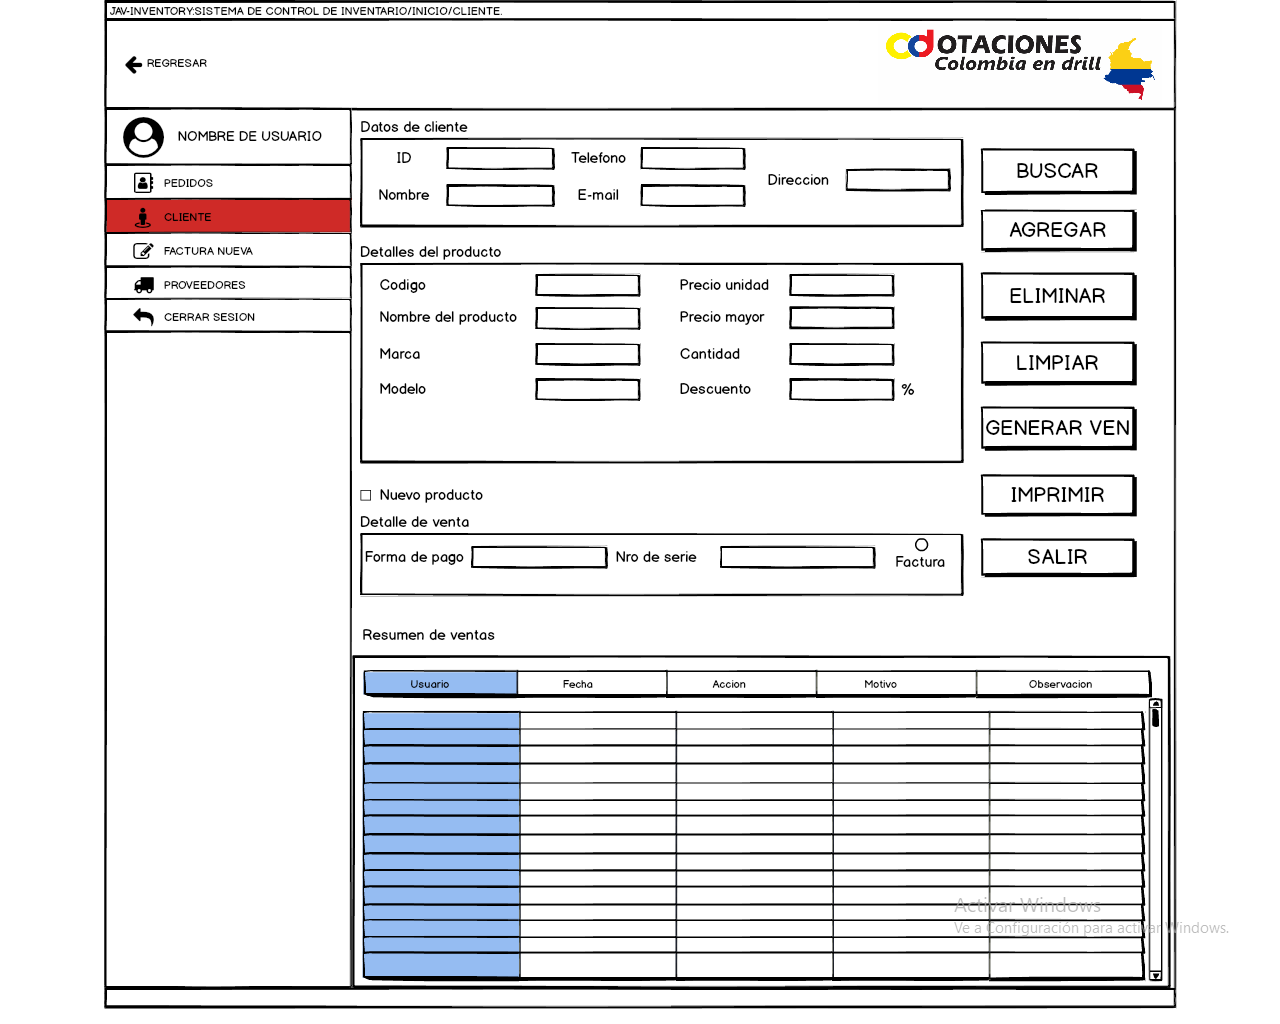 JAV-INVENTORY:SISTEMA DE CONTROL DE INVENTARIO/INICIO/CLIENTE.
REGRESAR
cdOTACIONES
Colombia en drill
NOMBRE DE USUARIO
PEDIDOS
CLIENTE
FACTURA NUEVA
PROVEEDORES
CERRAR SESION
Datos de cliente
ID Telefono
Direccion
Nombre E-mail
Detalles del producto
Codigo Precio unidad
Nombre del producto Precio mayor
Marca Cantidad
Modelo Descuento %
Nuevo producto
Detalle de venta
Forma de pago Nro de serie
Factura
BUSCAR
AGREGAR
ELIMINAR
LIMPIAR
GENERAR VEN
IMPRIMIR
SALIR
Resumen de ventas
Usuario Fecha Accion Motivo Observacion
Activar Windows
Ve a Configuración para activar Windows.